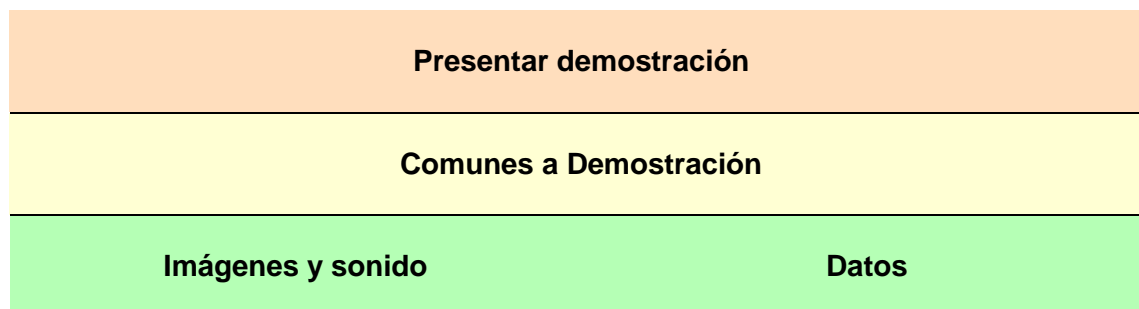 Presentar demostración
Comunes a Demostración
Imágenes y sonido Datos